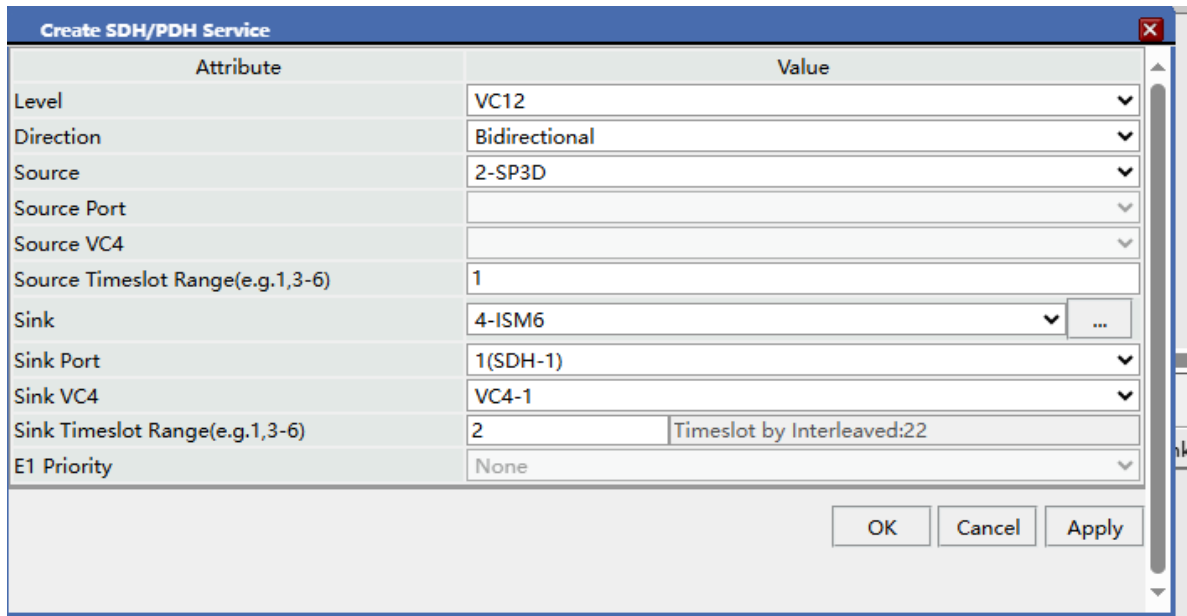 Create SDH/PDH Service
Attribute Value
Level VC12
Direction Bidirectional
Source 2-SP3D
Source Port
Source VC4
Source Timeslot Range(e.g.1,3-6) 1
Sink 4-ISM6 ...
Sink Port 1(SDH-1)
Sink VC4 VC4-1
Sink Timeslot Range(e.g.1,3-6) 2 Timeslot by Interleaved:22
E1 Priority None
OK Cancel Apply